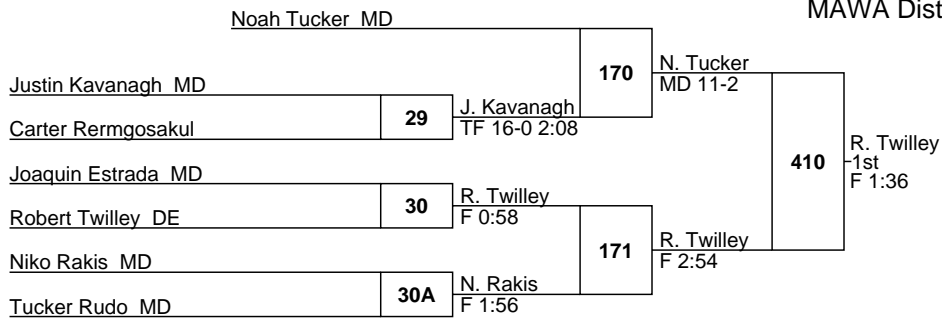 MAWA Dist
Noah Tucker MD
170
N. Tucker
MD 11-2
Justin Kavanagh MD
29
J. Kavanagh
TF 16-0 2:08
Carter Rermgosakul
410
R. Twilley
1st
F 1:36
Joaquin Estrada MD
30
R. Twilley
F 0:58
Robert Twilley DE
171
R. Twilley
F 2:54
Niko Rakis MD
30A
N. Rakis
F 1:56
Tucker Rudo MD